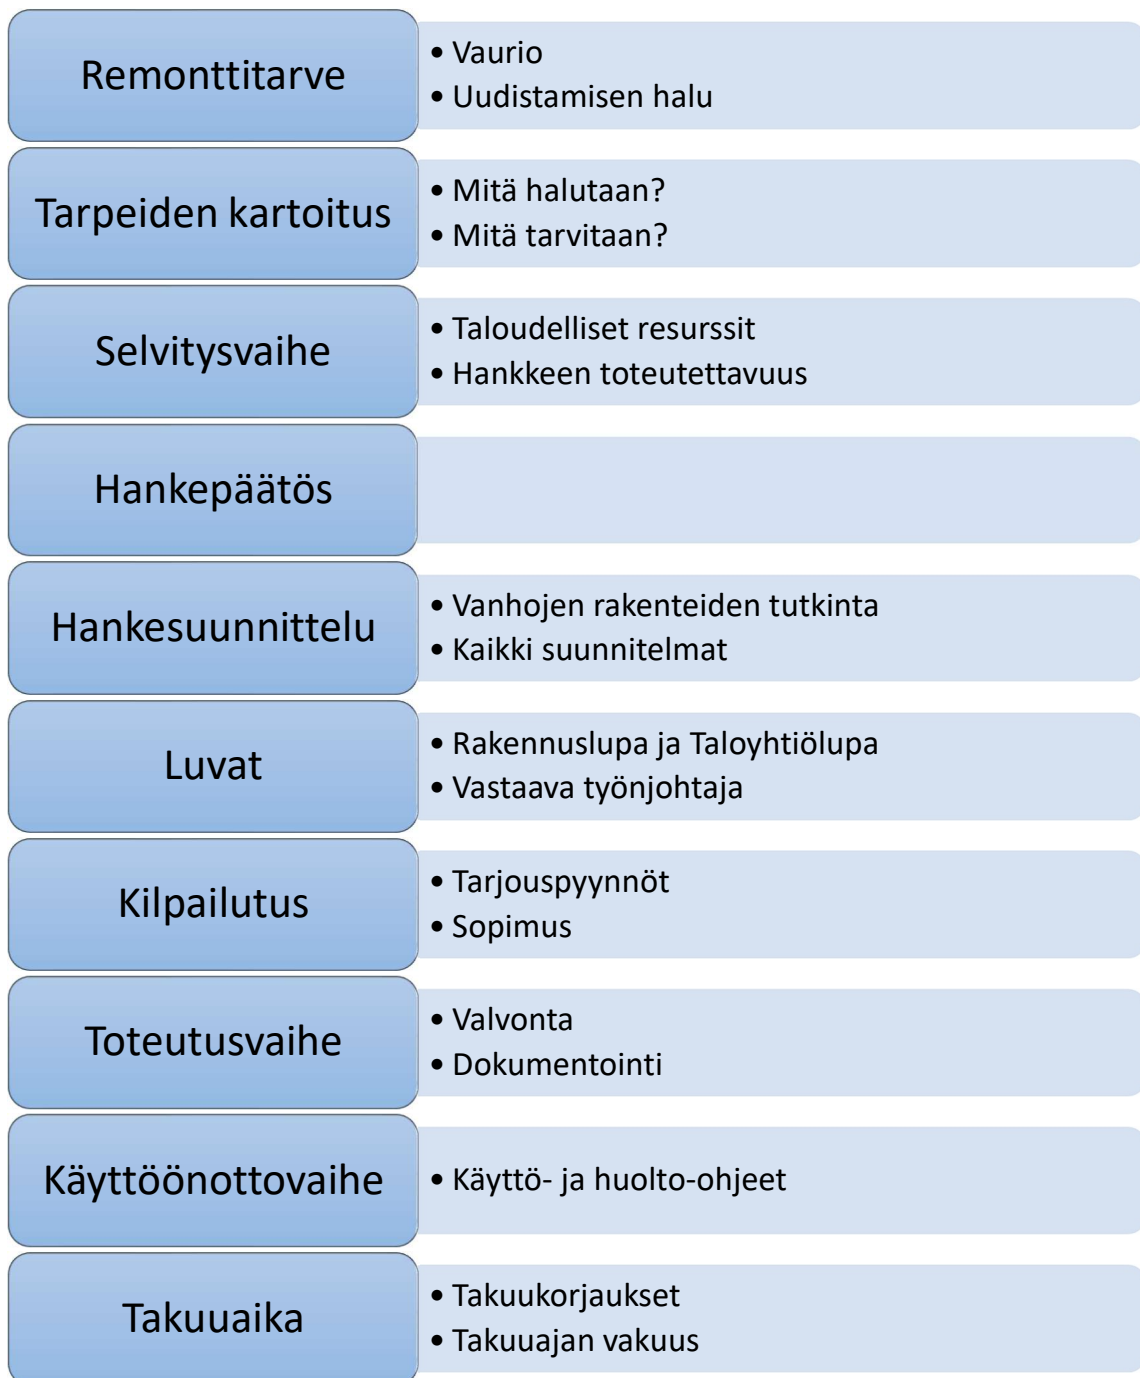 Remonttitarve
• Vaurio
• Uudistamisen halu
Tarpeiden kartoitus
• Mitä halutaan?
• Mitä tarvitaan?
Selvitysvaihe
• Taloudelliset resurssit
• Hankkeen toteutettavuus
Hankepäätös
Hankesuunnittelu
• Vanhojen rakenteiden tutkinta
• Kaikki suunnitelmat
Luvat
• Rakennuslupa ja Taloyhtiölupa
• Vastaava työnjohtaja
Kilpailutus
• Tarjouspyynnöt
• Sopimus
Toteutusvaihe
• Valvonta
• Dokumentointi
Käyttöönottovaihe
• Käyttö- ja huolto-ohjeet
Takuuaika
• Takuukorjaukset
• Takuuajan vakuus